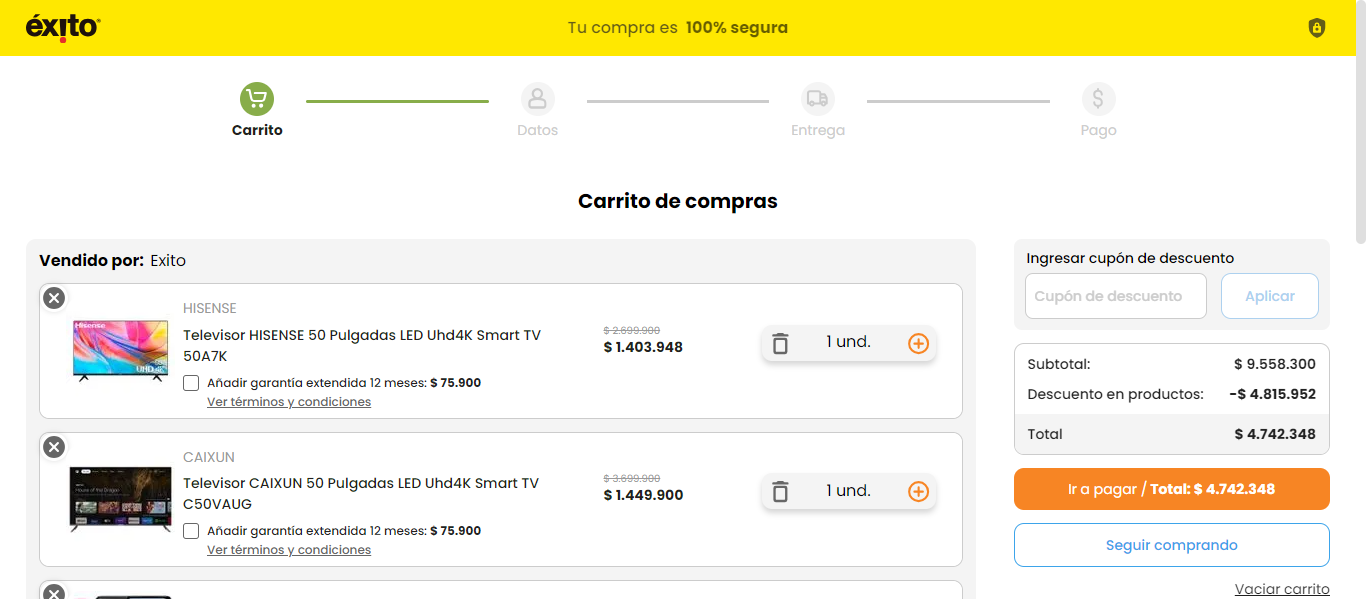 éxito
Tu compra es 100% segura
Carrito
Datos
Entrega
Pago
Carrito de compras
Vendido por: Exito
HISENSE
Televisor HISENSE 50 Pulgadas LED Uhd4K Smart TV
50A7K
Añadir garantía extendida 12 meses: $ 75.900
Ver términos y condiciones
$ 2.699.900
$ 1.403.948
1 und.
Hisense
UHD 4K
CAIXUN
Televisor CAIXUN 50 Pulgadas LED Uhd4K Smart TV
C50VAUG
Añadir garantía extendida 12 meses: $ 75.900
Ver términos y condiciones
$ 3.699.900
$ 1.449.900
1 und.
Ingresar cupón de descuento
Cupón de descuento
Aplicar
Subtotal: $ 9.558.300
Descuento en productos: -$ 4.815.952
Total $ 4.742.348
Ir a pagar / Total: $ 4.742.348
Seguir comprando
Vaciar carrito